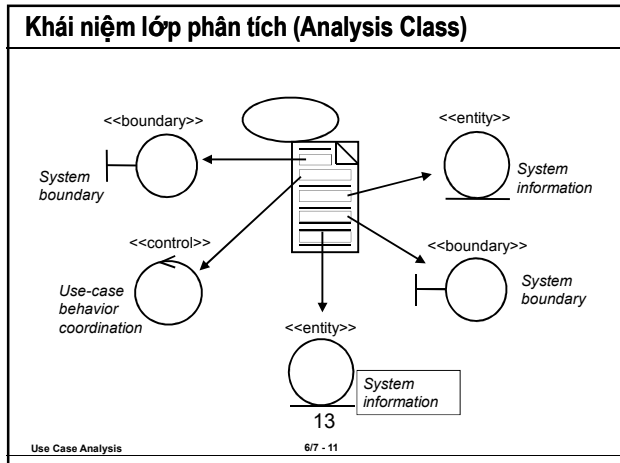 Khái niệm lớp phân tích (Analysis Class)
<<boundary>>
System
boundary
<<entity>>
System
information
<<control>>
Use-case
behavior
coordination
<<boundary>>
System
boundary
<<entity>>
System
information
13
Use Case Analysis
6/7 - 11